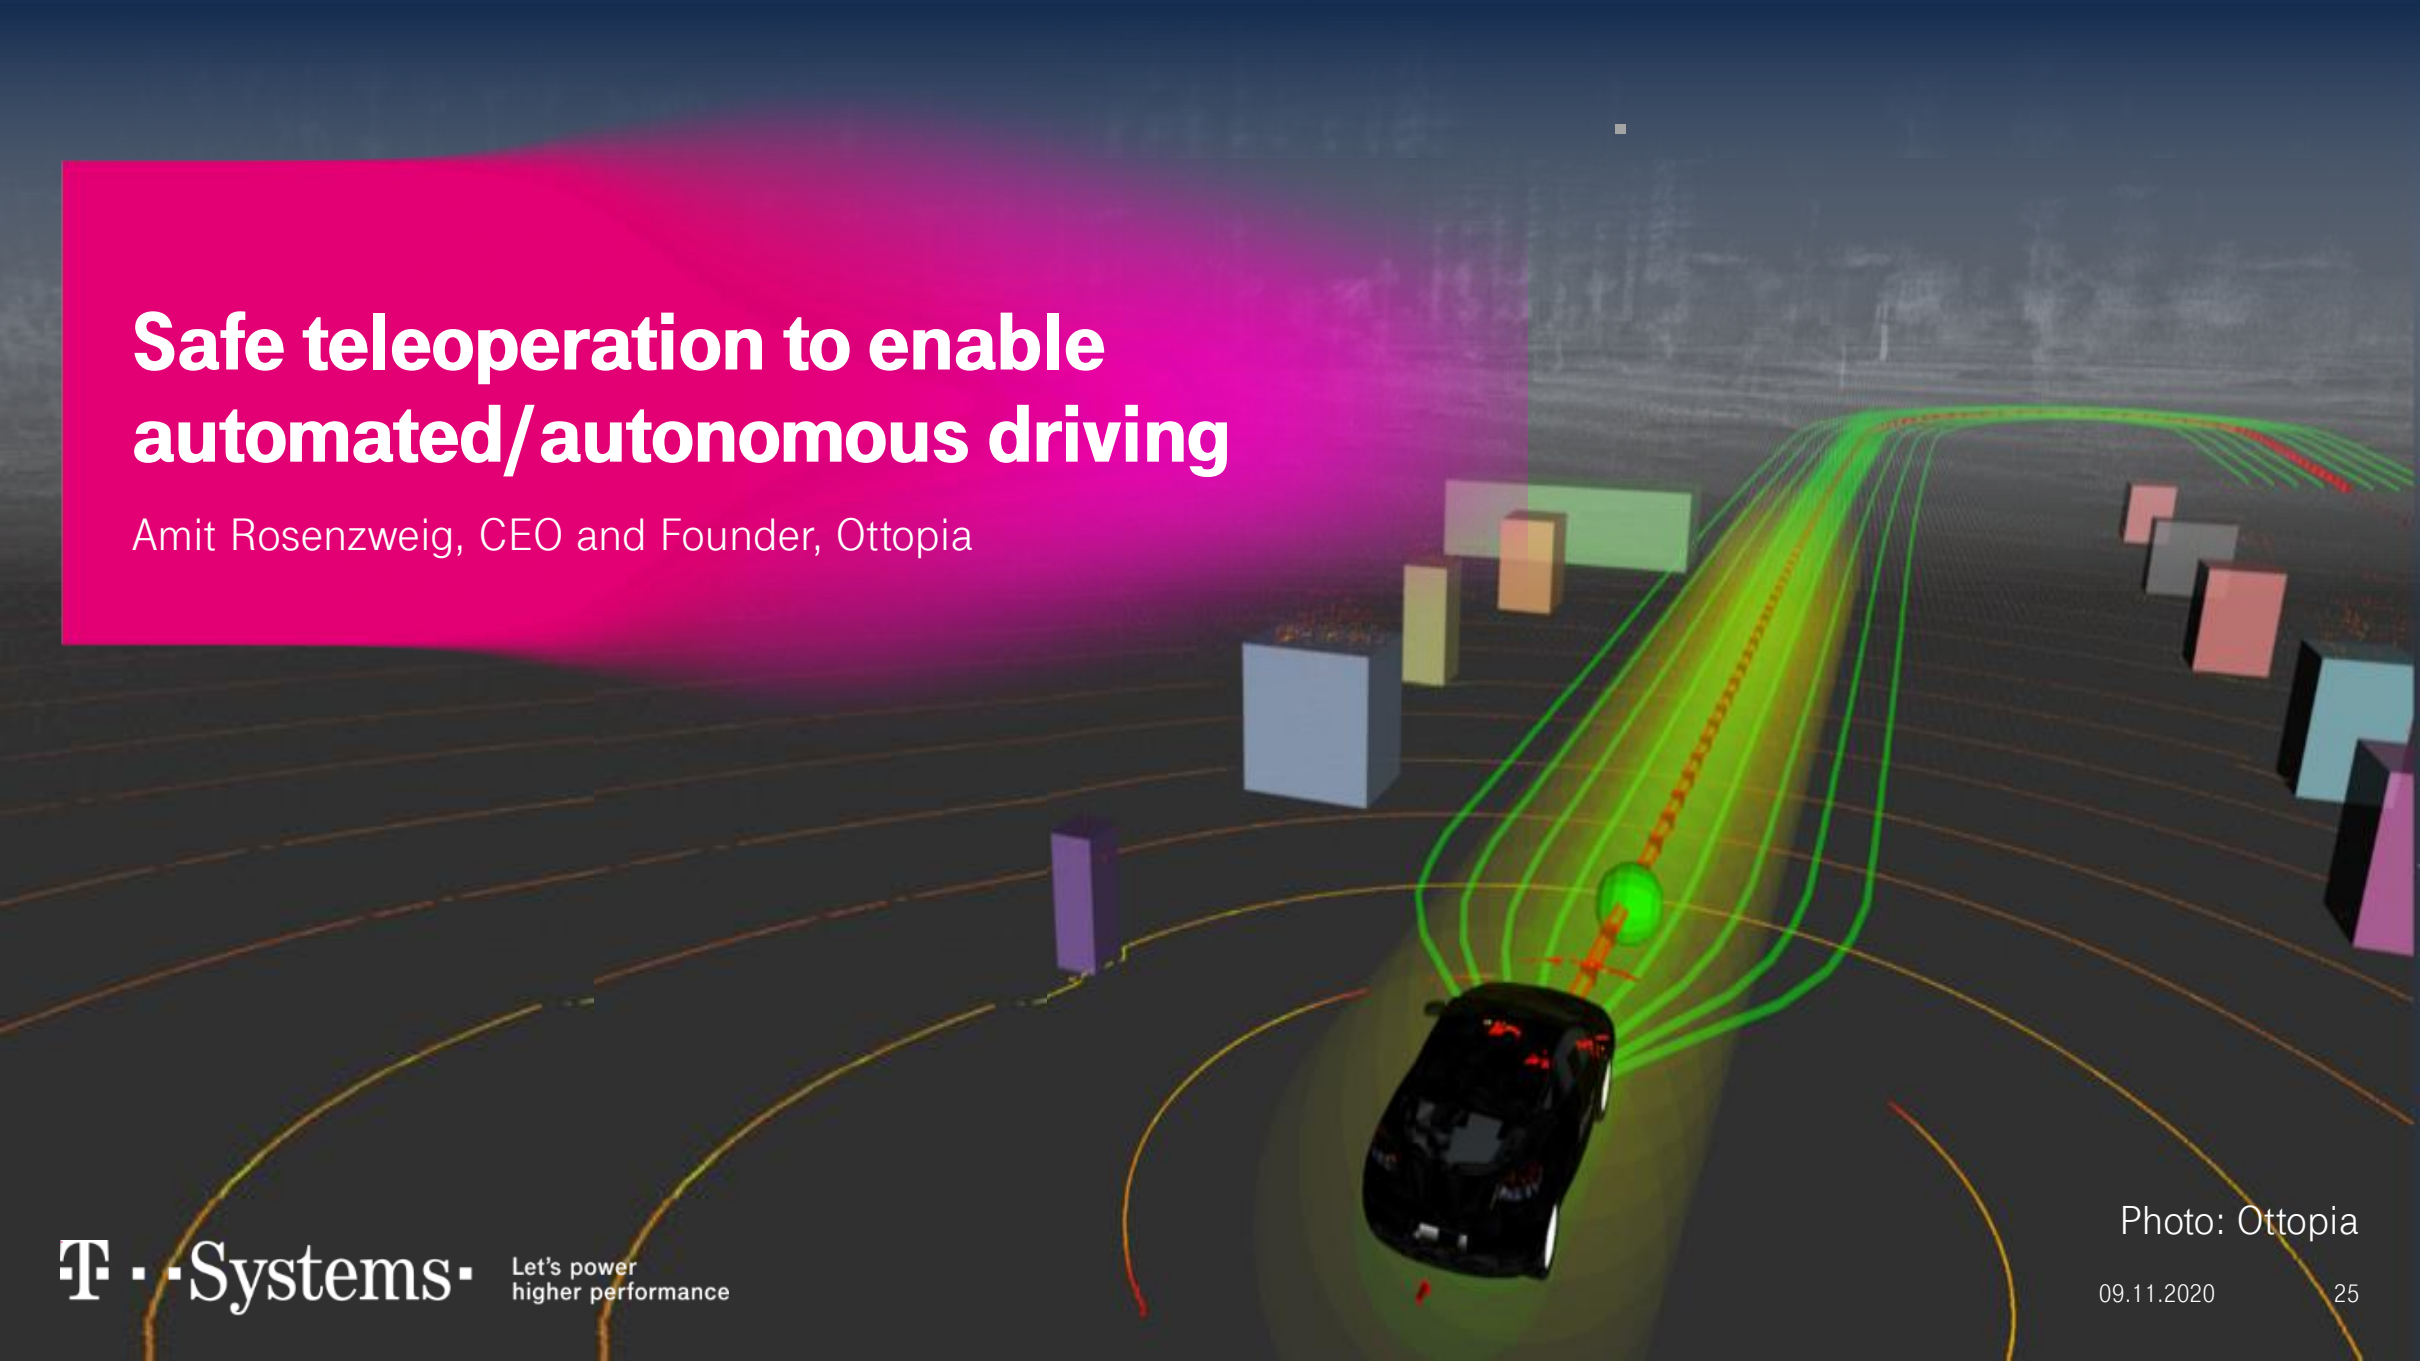 Safe teleoperation to enable
automated/autonomous driving
Amit Rosenzweig, CEO and Founder, Ottopia
Photo: Ottopia
T··Systems·
Let's power
higher performance
09.11.2020
25